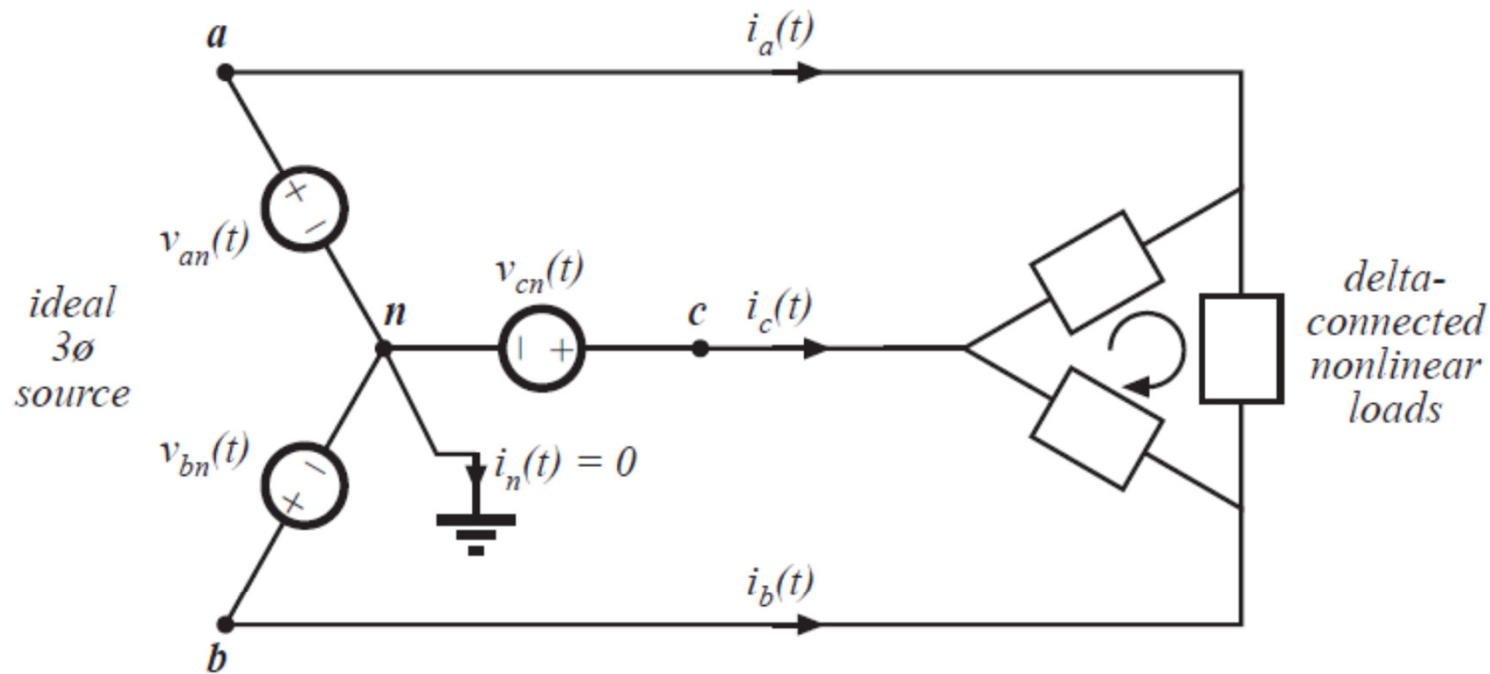 a
i_a(t)
+
−
v_an(t)
ideal
3ø
source
n
v_cn(t)
− +
c
i_c(t)
delta-
connected
nonlinear
loads
v_bn(t)
−
+
i_n(t) = 0
i_b(t)
b